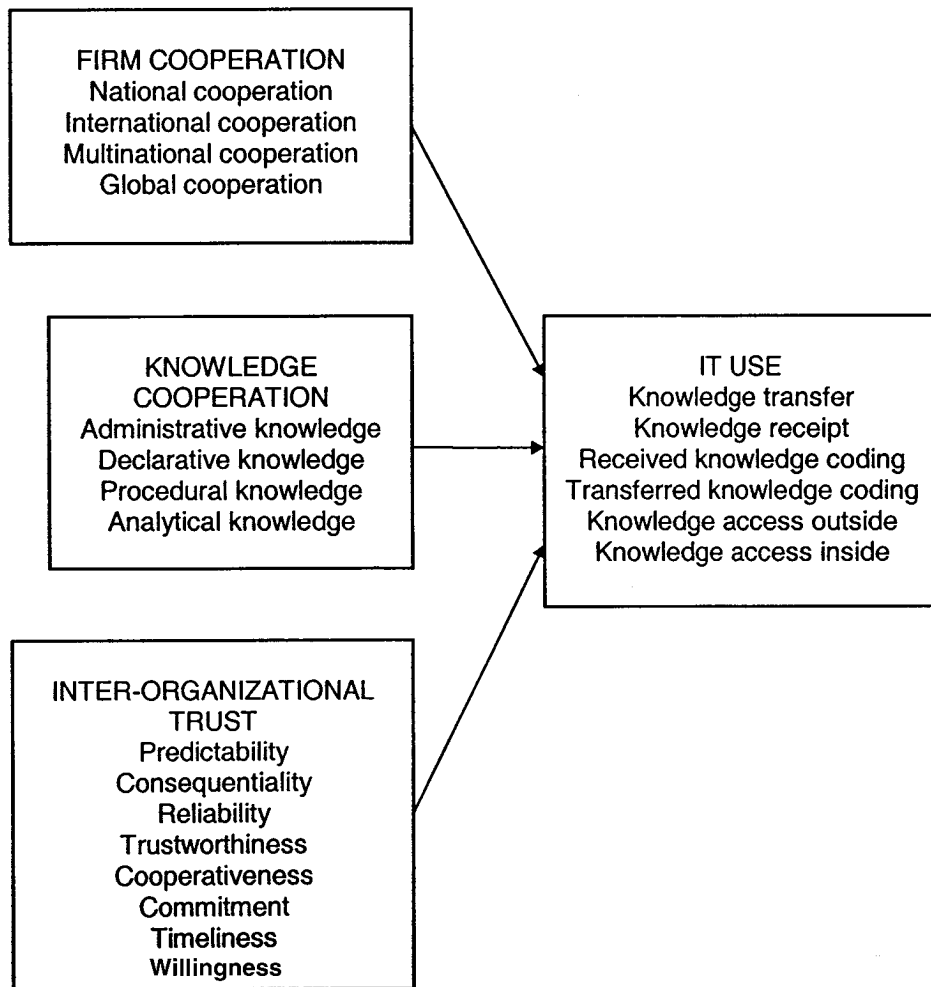 FIRM COOPERATION
National cooperation
International cooperation
Multinational cooperation
Global cooperation
KNOWLEDGE
COOPERATION
Administrative knowledge
Declarative knowledge
Procedural knowledge
Analytical knowledge
IT USE
Knowledge transfer
Knowledge receipt
Received knowledge coding
Transferred knowledge coding
Knowledge access outside
Knowledge access inside
INTER-ORGANIZATIONAL
TRUST
Predictability
Consequentiality
Reliability
Trustworthiness
Cooperativeness
Commitment
Timeliness
Willingness